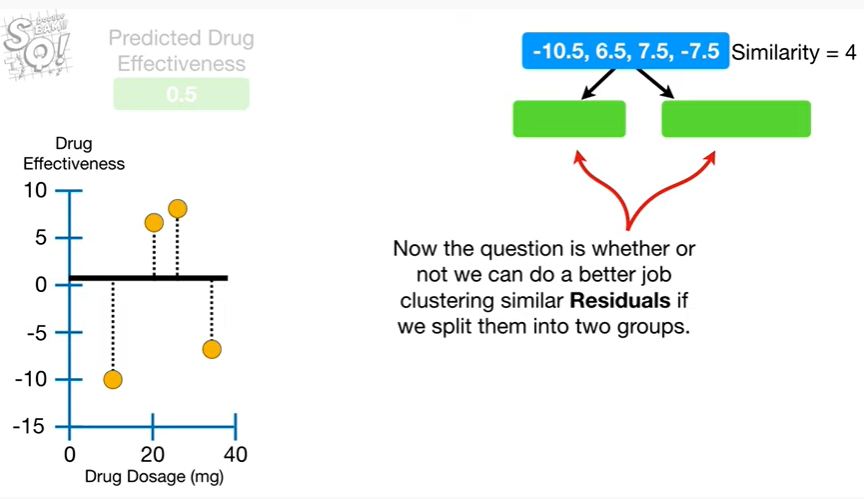 SQ!
Predicted Drug
Effectiveness
0.5
-10.5, 6.5, 7.5, -7.5 Similarity = 4
Drug
Effectiveness
10
5
0
-5
-10
-15
0 20 40
Drug Dosage (mg)
Now the question is whether or
not we can do a better job
clustering similar Residuals if
we split them into two groups.